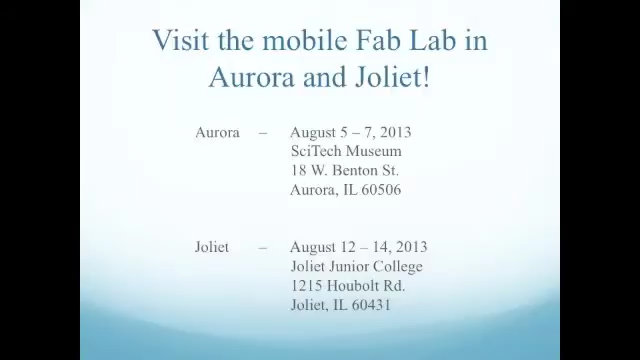 Visit the mobile Fab Lab in
Aurora and Joliet!
Aurora – August 5 – 7, 2013
SciTech Museum
18 W. Benton St.
Aurora, IL 60506
Joliet – August 12 – 14, 2013
Joliet Junior College
1215 Houbolt Rd.
Joliet, IL 60431